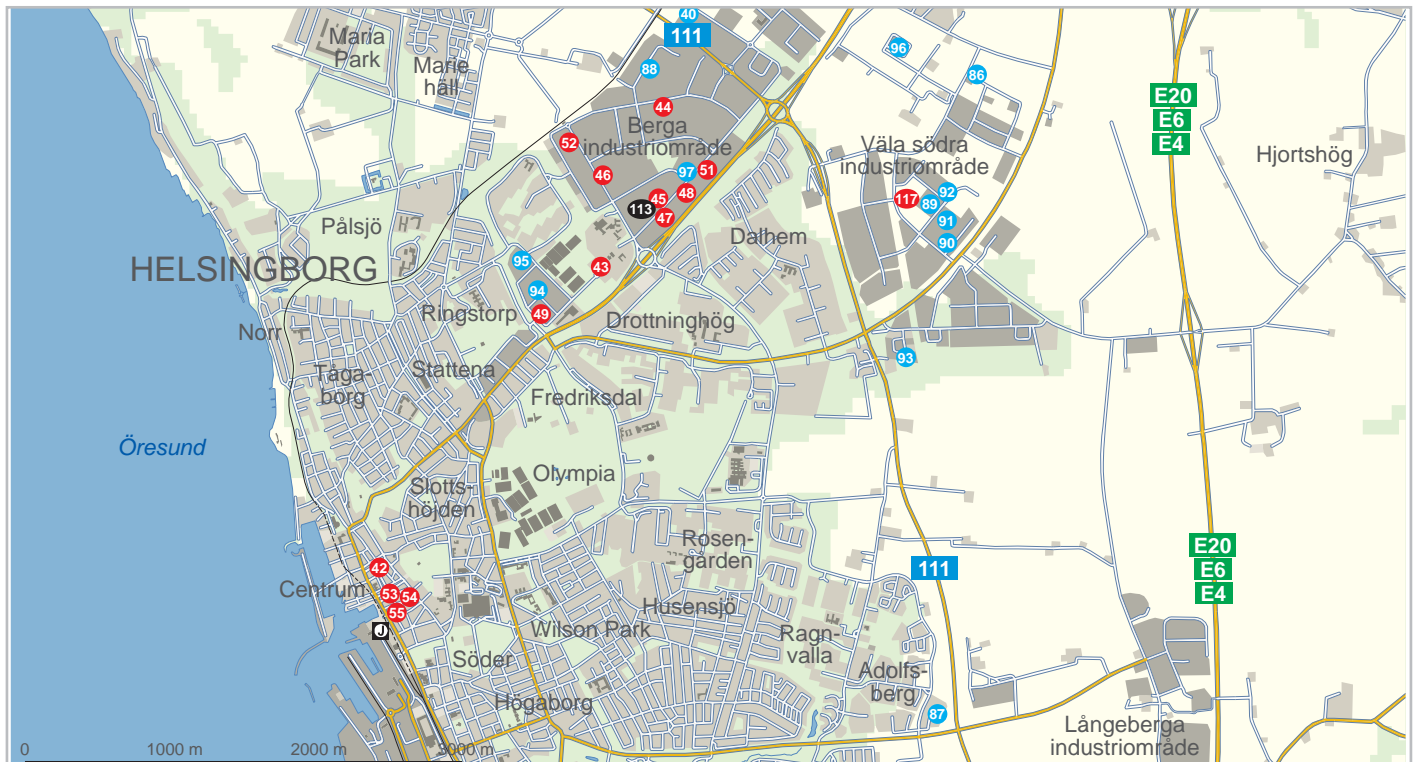 40
111
Maria
Park
Marie
häll
96
88
86
E20
E6
E4
44
Berga
industriområde
52
Väla södra
industriområde
Hjortshög
97
51
46
48
45
113
47
117
92
89
91
90
Pålsjö
Dalhem
HELSINGBORG
95
43
94
49
Ringstorp
Drottninghög
Norr
93
Tåga-
borg
Stattena
Fredriksdal
Öresund
Slotts-
höjden
Olympia
Rosen-
gården
E20
E6
E4
111
42
Centrum
53
54
55
J
Husensjö
Wilson Park
Ragn-
valla
Söder
Adolfs-
berg
Högaborg
87
Långeberga
industriområde
0
1000 m
2000 m
3000 m